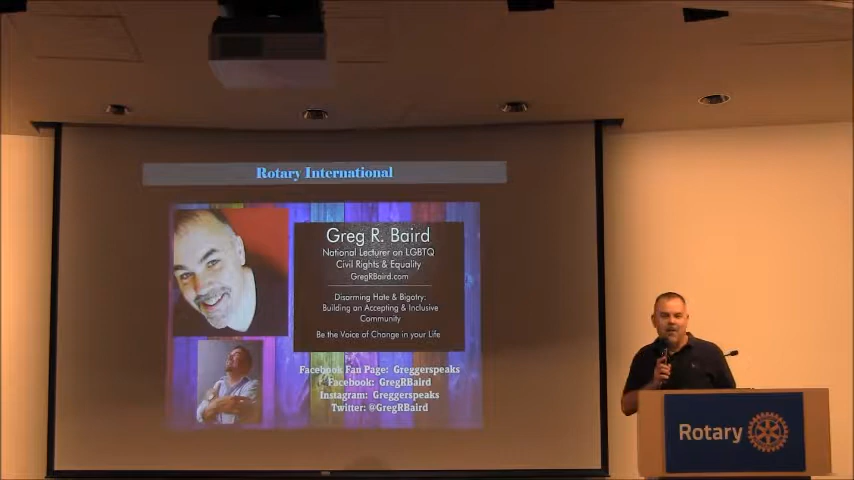 Rotary International
Greg R. Baird
National Lecturer on LGBTQ
Civil Rights & Equality
GregRBaird.com
Disarming Hate & Bigotry:
Building an Accepting & Inclusive
Community
Be the Voice of Change in your Life
Facebook Fan Page: Greggerspeaks
Facebook: GregRBaird
Instagram: Greggerspeaks
Twitter: @GregRBaird
Rotary